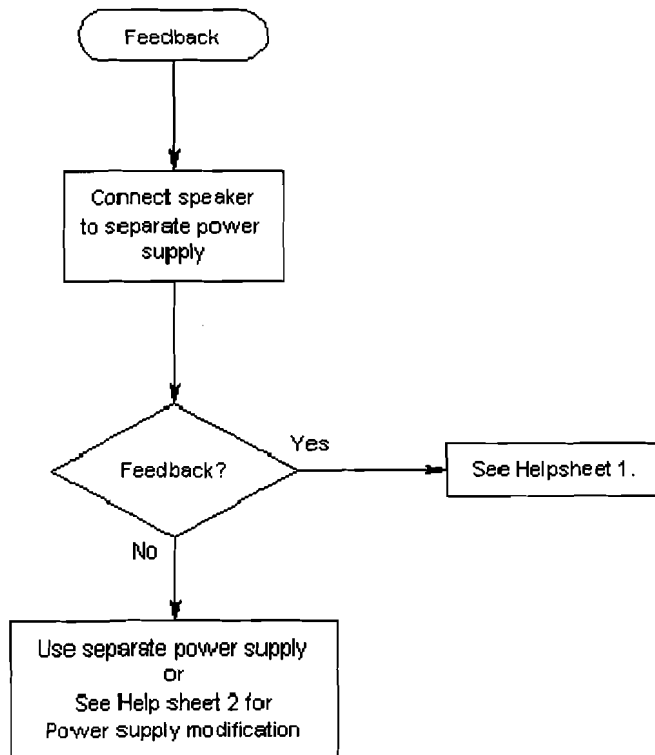 Feedback
Connect speaker
to separate power
supply
Feedback?
Yes
See Helpsheet 1.
No
Use separate power supply
or
See Help sheet 2 for
Power supply modification